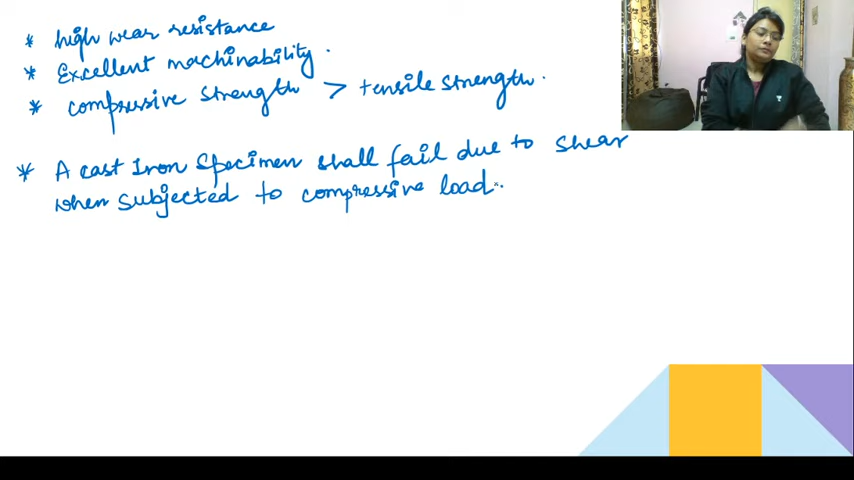 * high wear resistance
* Excellent machinability.
* compressive strength > tensile strength.
* A cast Iron specimen shall fail due to shear
when subjected to compressive load.